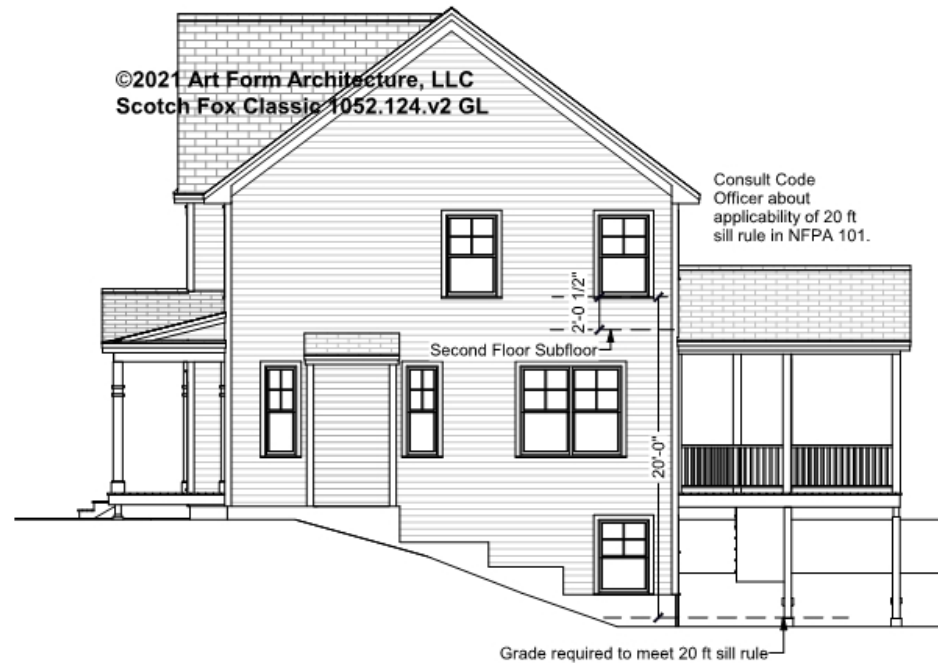 ©2021 Art Form Architecture, LLC
Scotch Fox Classic 1052.124.v2 GL
Consult Code
Officer about
applicability of 20 ft
sill rule in NFPA 101.
2'-0 1/2"
Second Floor Subfloor
20'-0"
Grade required to meet 20 ft sill rule